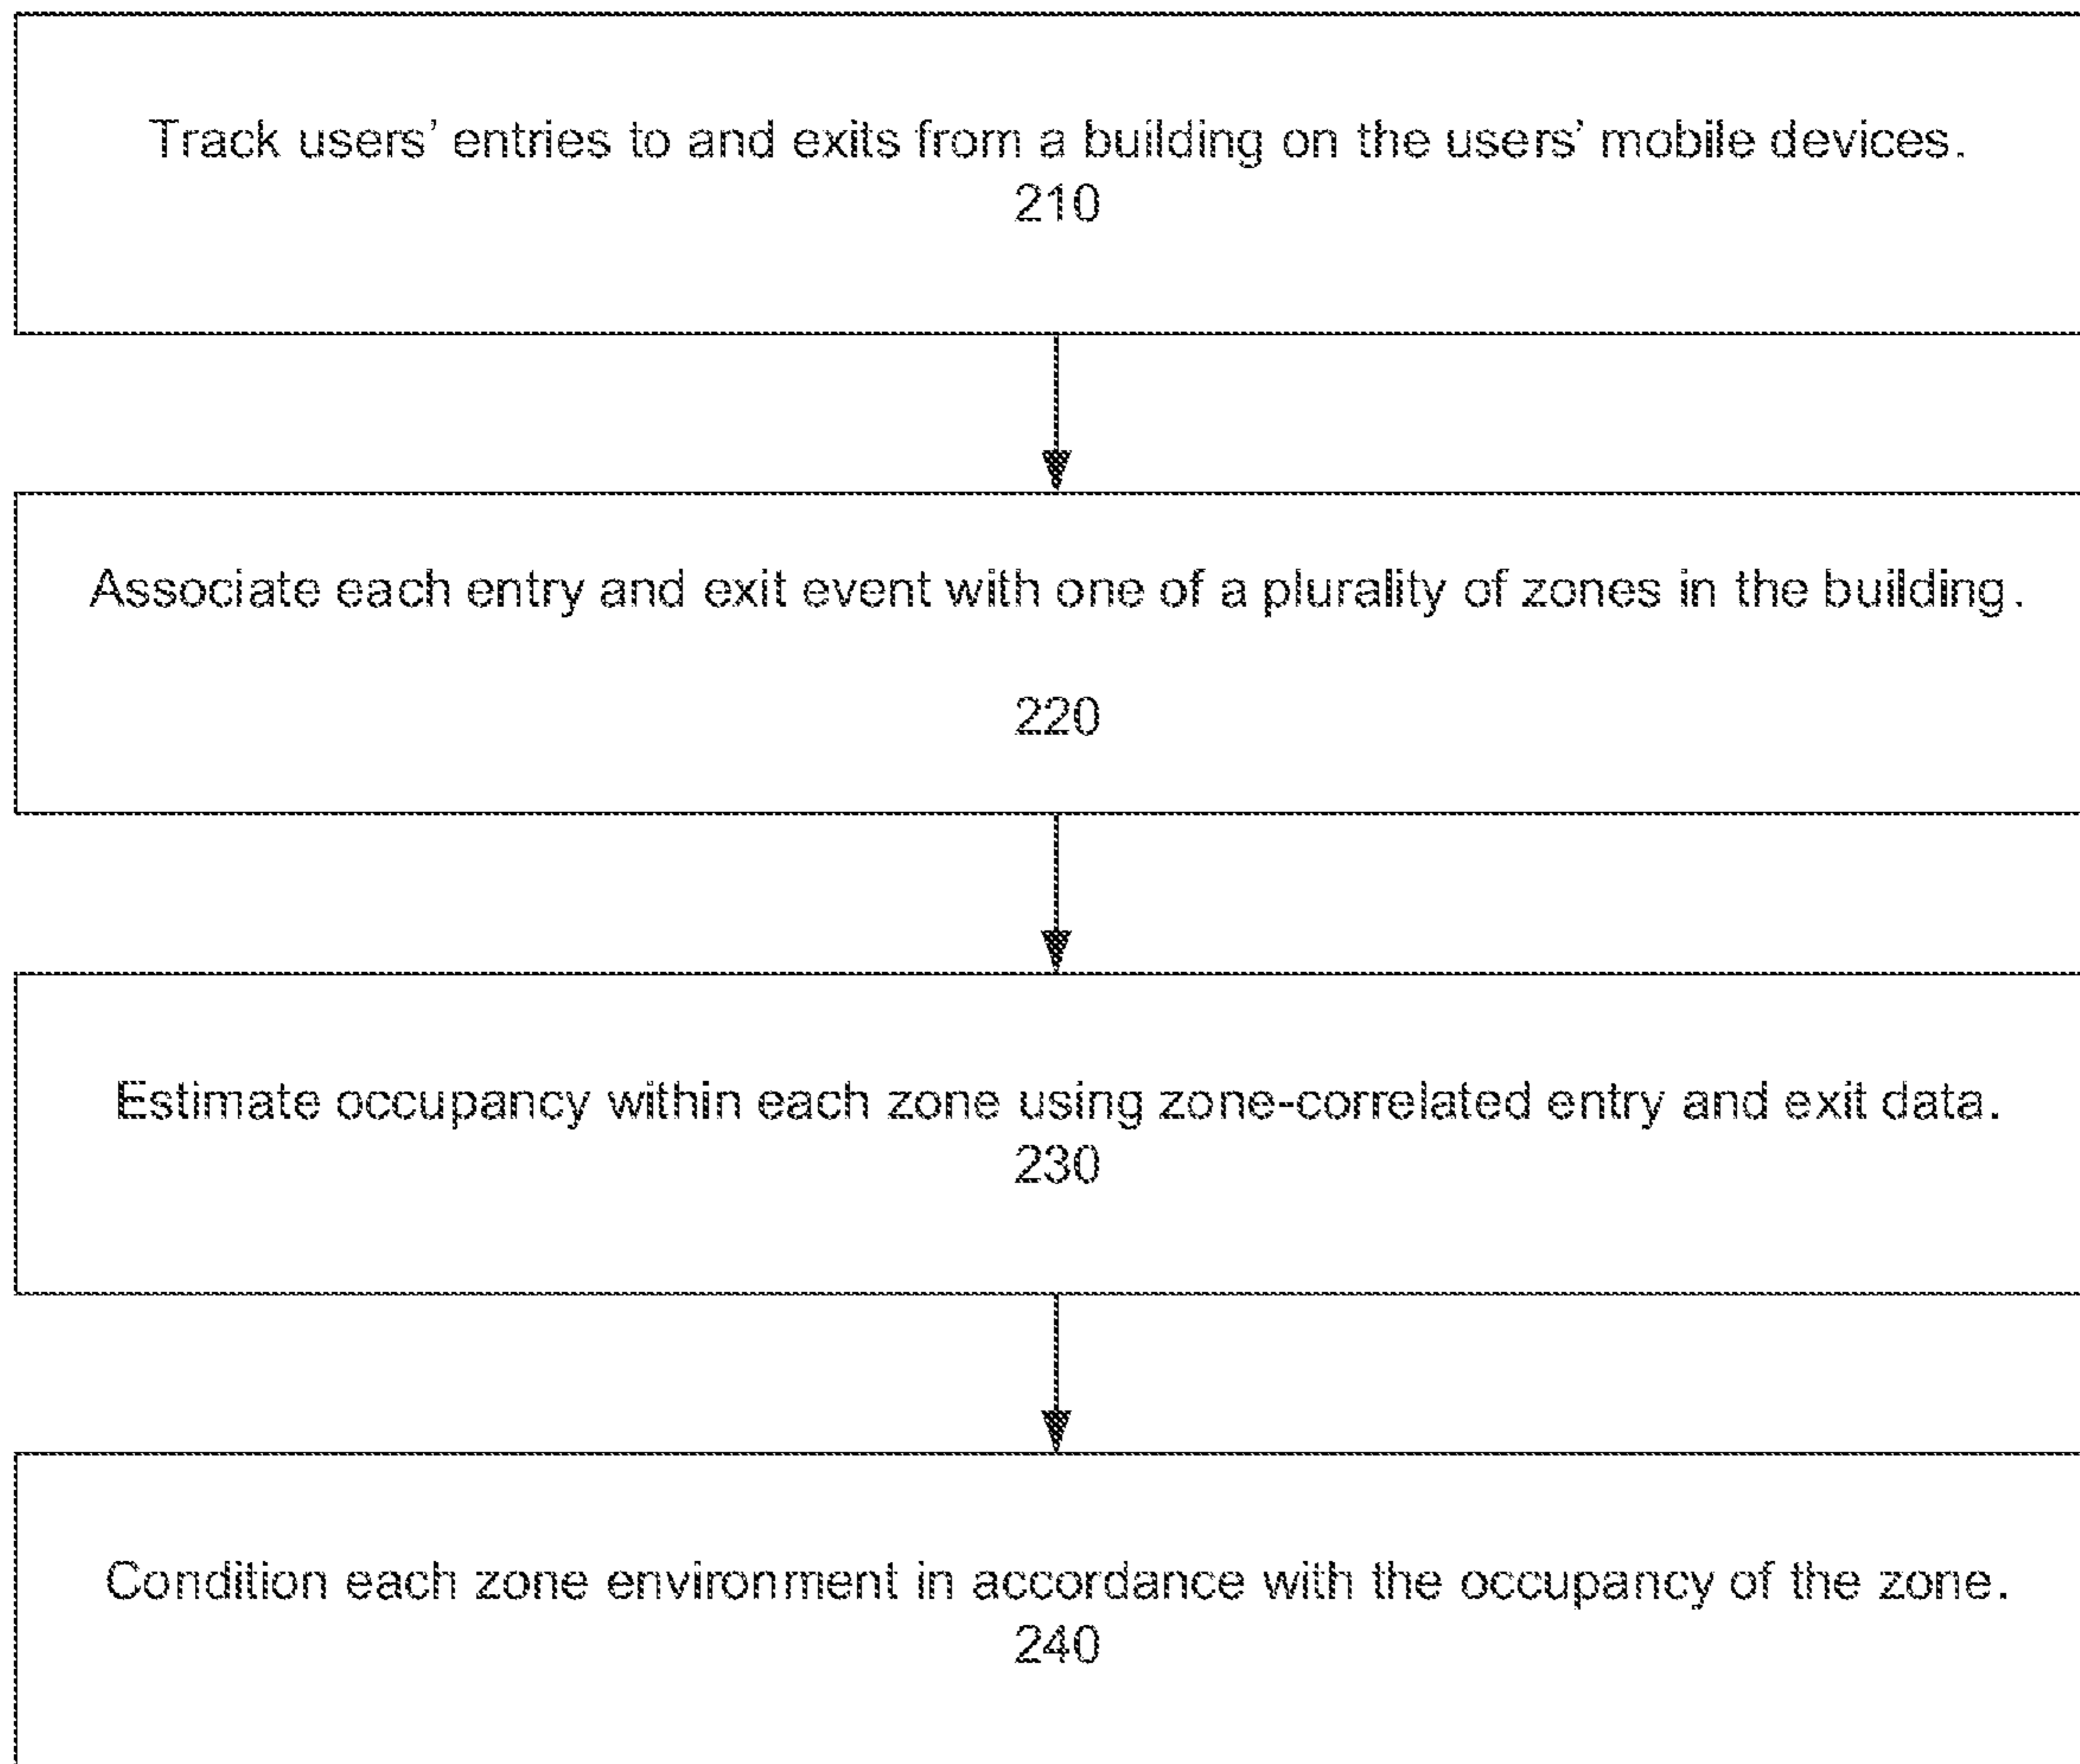 Track users’ entries to and exits from a building on the users’ mobile devices.
210
Associate each entry and exit event with one of a plurality of zones in the building.
220
Estimate occupancy within each zone using zone-correlated entry and exit data.
230
Condition each zone environment in accordance with the occupancy of the zone.
240